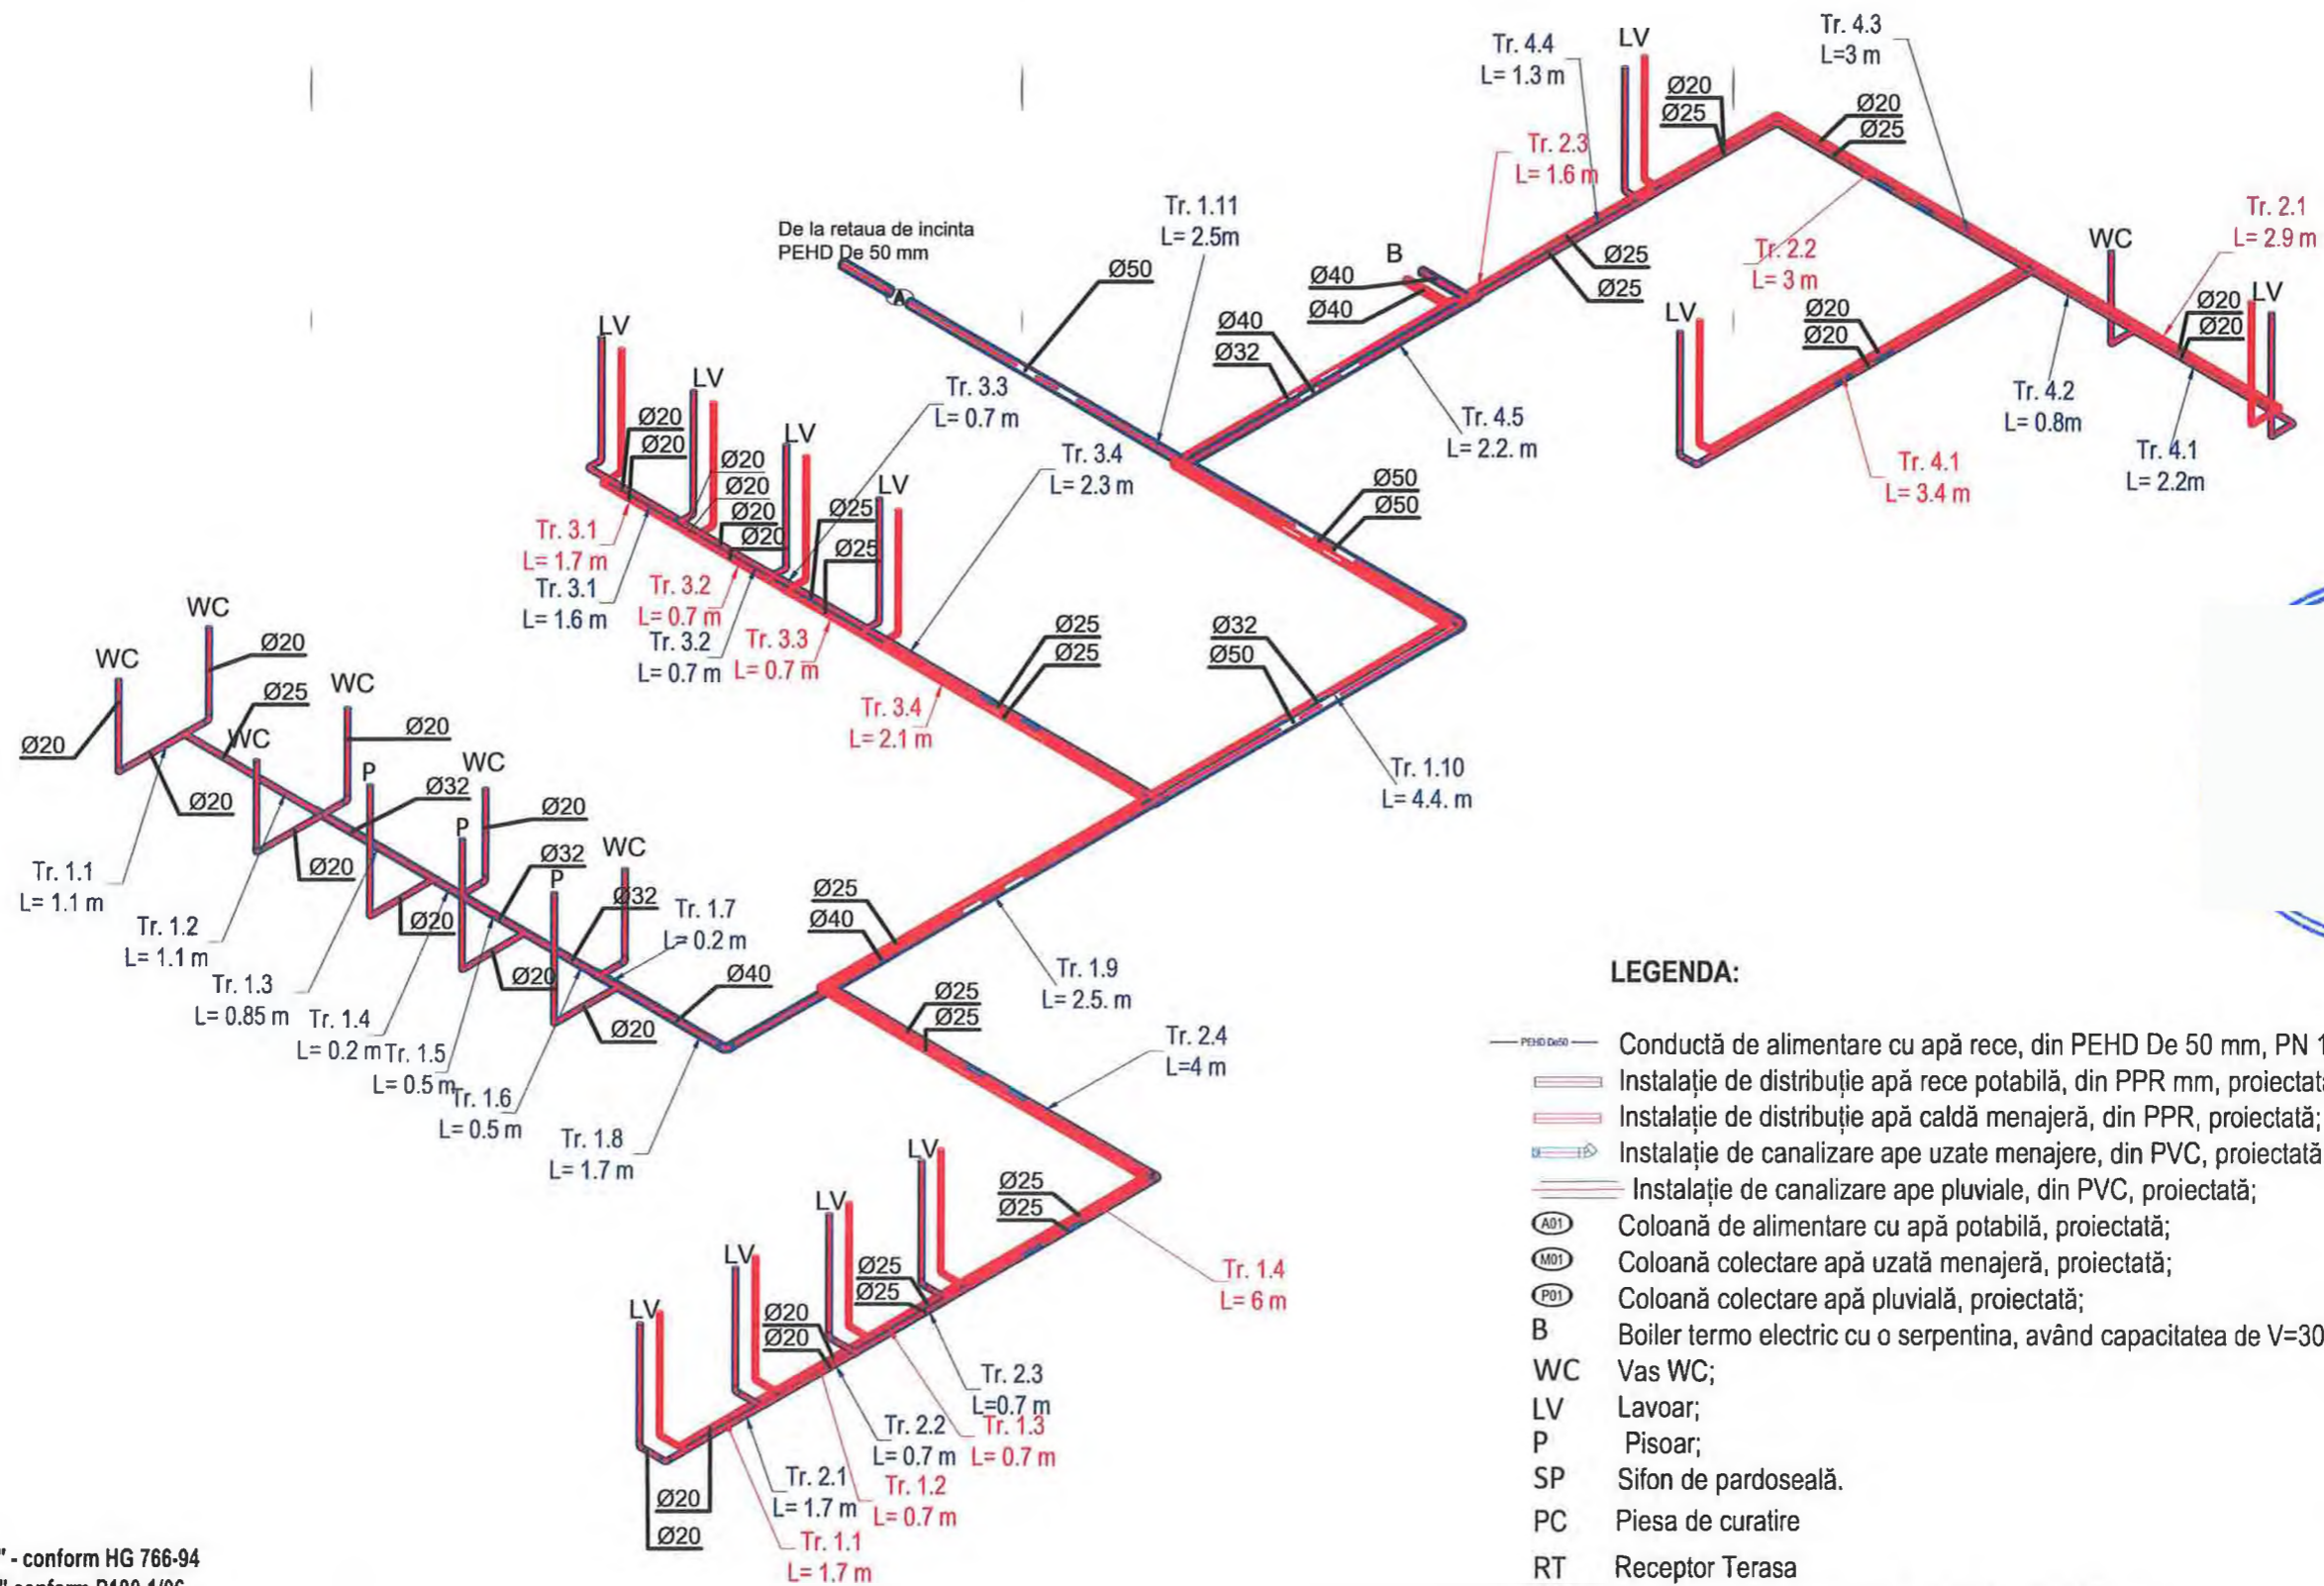 Tr. 4.3
L=3 m
Tr. 4.4
L= 1.3 m
LV
Ø20
Ø25
Ø20
Ø25
Tr. 2.3
L= 1.6 m
Tr. 1.11
L= 2.5m
De la retaua de incinta
PEHD De 50 mm
A
Ø50
B
Ø40
Ø40
Ø25
Ø25
Tr. 2.2
L= 3 m
WC
Tr. 2.1
L= 2.9 m
Ø20
Ø20
LV
LV
Ø20
Ø20
Ø40
Ø32
Tr. 4.5
L= 2.2. m
Tr. 4.2
L= 0.8m
Tr. 4.1
L= 2.2m
Tr. 4.1
L= 3.4 m
LV
LV
LV
LV
Tr. 3.3
L= 0.7 m
Tr. 3.4
L= 2.3 m
Ø20
Ø20
Ø20
Ø20
Ø20
Ø20
Ø25
Ø25
Ø50
Ø50
Tr. 3.1
L= 1.7 m
Tr. 3.1
L= 1.6 m
Tr. 3.2
L= 0.7 m
Tr. 3.2
L= 0.7 m
Tr. 3.3
L= 0.7 m
Tr. 3.4
L= 2.1 m
Ø25
Ø25
Ø32
Ø50
Tr. 1.10
L= 4.4. m
WC
WC
Ø20
Ø20
Ø25
WC
WC
Ø20
Ø20
P
Ø32
WC
Ø20
Ø20
P
Ø32
WC
Ø20
P
Ø32
Ø20
Ø20
Tr. 1.1
L= 1.1 m
Tr. 1.2
L= 1.1 m
Tr. 1.3
L= 0.85 m
Tr. 1.4
L= 0.2 m
Tr. 1.5
L= 0.5 m
Tr. 1.6
L= 0.5 m
Tr. 1.7
L= 0.2 m
Ø40
Tr. 1.8
L= 1.7 m
Ø25
Ø40
Tr. 1.9
L= 2.5. m
Ø25
Ø25
Tr. 2.4
L=4 m
LV
LV
LV
LV
Ø25
Ø25
Tr. 1.4
L= 6 m
Ø25
Ø25
Ø20
Ø20
Tr. 2.3
L=0.7 m
Tr. 1.3
L= 0.7 m
Tr. 2.2
L= 0.7 m
Tr. 1.2
L= 0.7 m
Tr. 2.1
L= 1.7 m
Tr. 1.1
L= 1.7 m
Ø20
Ø20
LEGENDA:
PEHD De50 Conductă de alimentare cu apă rece, din PEHD De 50 mm, PN 1
Instalație de distribuție apă rece potabilă, din PPR mm, proiectat
Instalație de distribuție apă caldă menajeră, din PPR, proiectată;
Instalație de canalizare ape uzate menajere, din PVC, proiectată
Instalație de canalizare ape pluviale, din PVC, proiectată;
A01 Coloană de alimentare cu apă potabilă, proiectată;
M01 Coloană colectare apă uzată menajeră, proiectată;
P01 Coloană colectare apă pluvială, proiectată;
B Boiler termo electric cu o serpentina, având capacitatea de V=30
WC Vas WC;
LV Lavoar;
P Pisoar;
SP Sifon de pardoseală.
PC Piesa de curatire
RT Receptor Terasa
" - conform HG 766-94